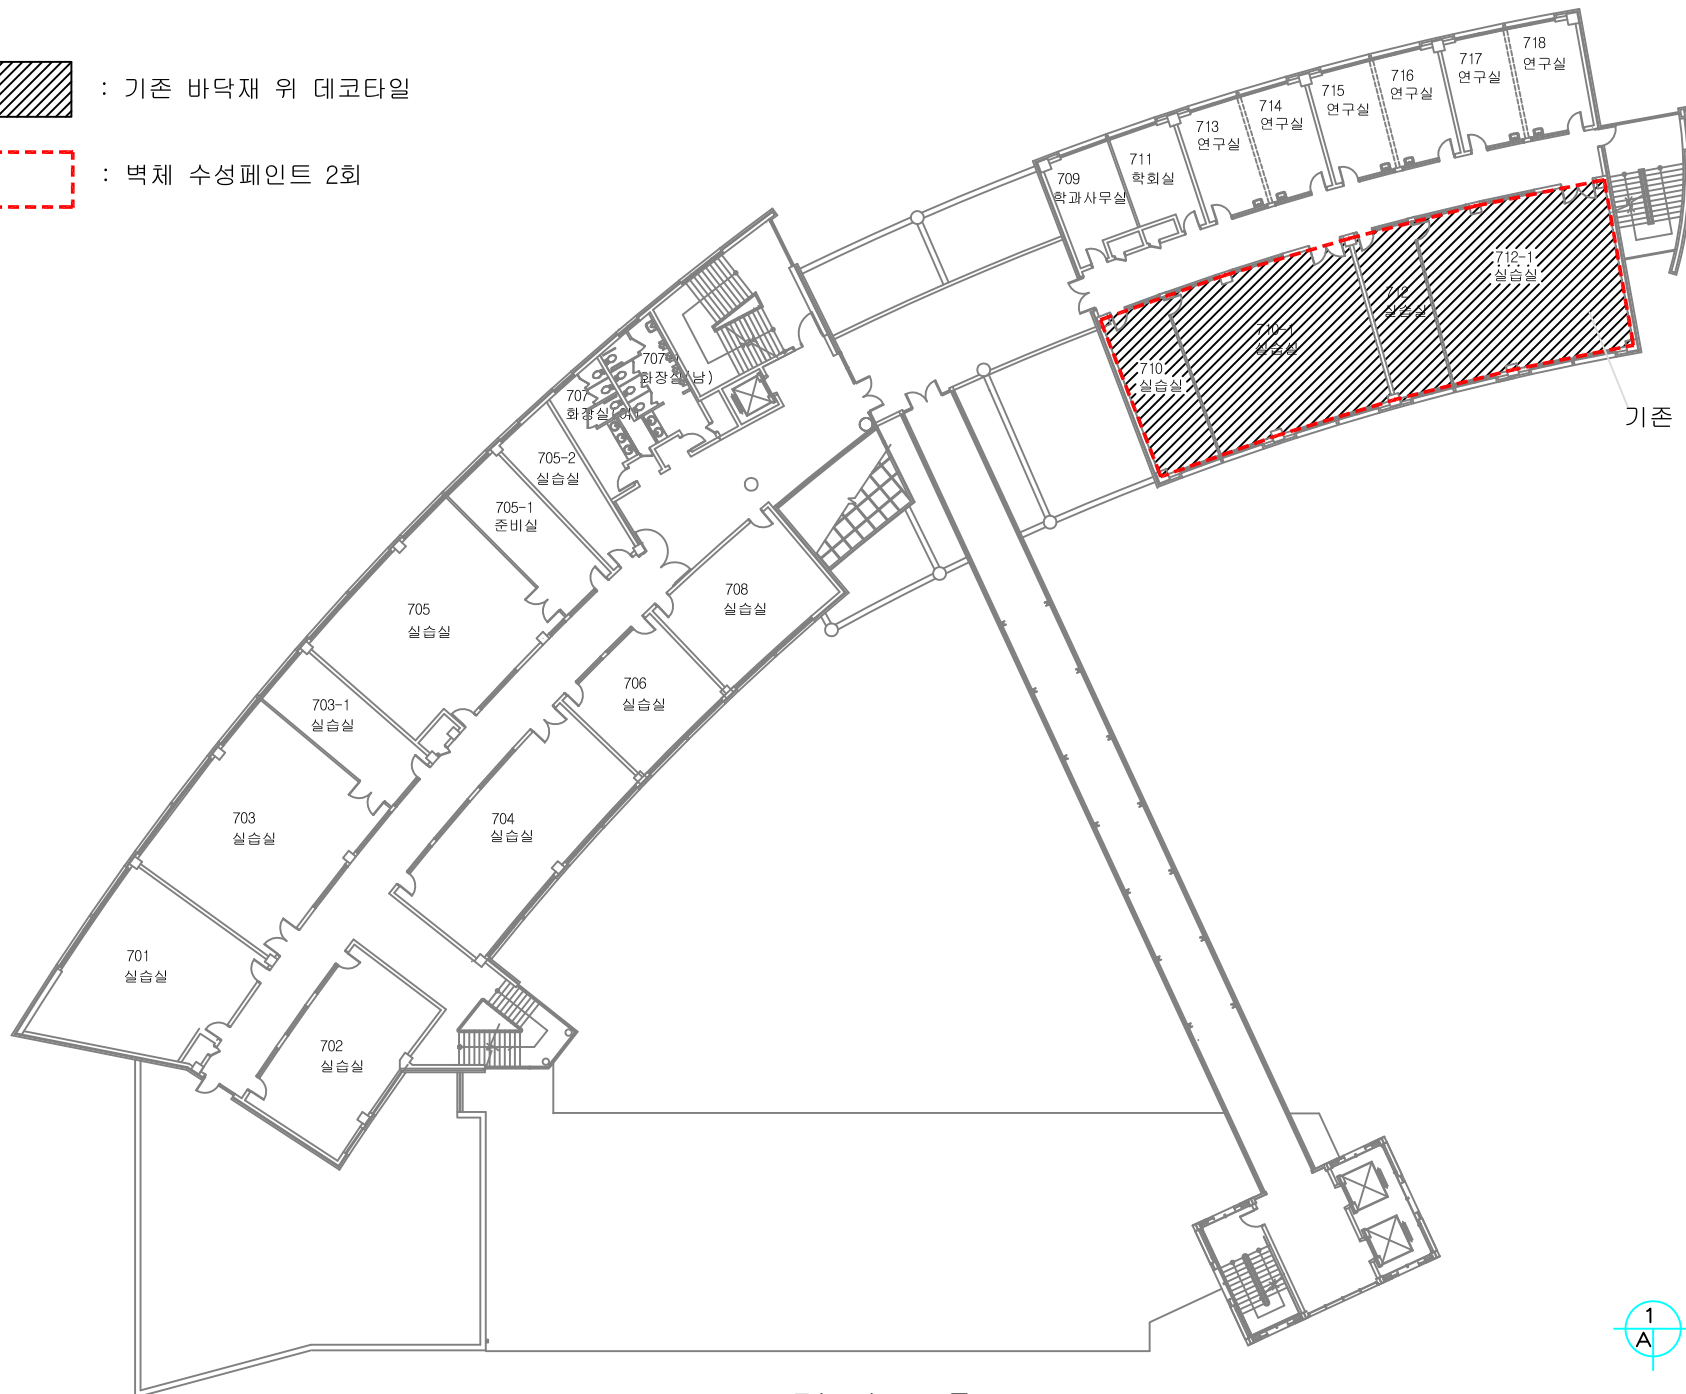 : 기존 바닥재 위 데코타일
: 벽체 수성페인트 2회
718
연구실
717
연구실
716
연구실
715
연구실
714
연구실
713
연구실
711
학회실
709
학과사무실
712-1
실습실
712
실습실
710-1
실습실
710
실습실
기존
707-1
화장실(남)
707
화장실(여)
705-2
실습실
705-1
준비실
705
실습실
708
실습실
706
실습실
703-1
실습실
703
실습실
704
실습실
701
실습실
702
실습실
1
A